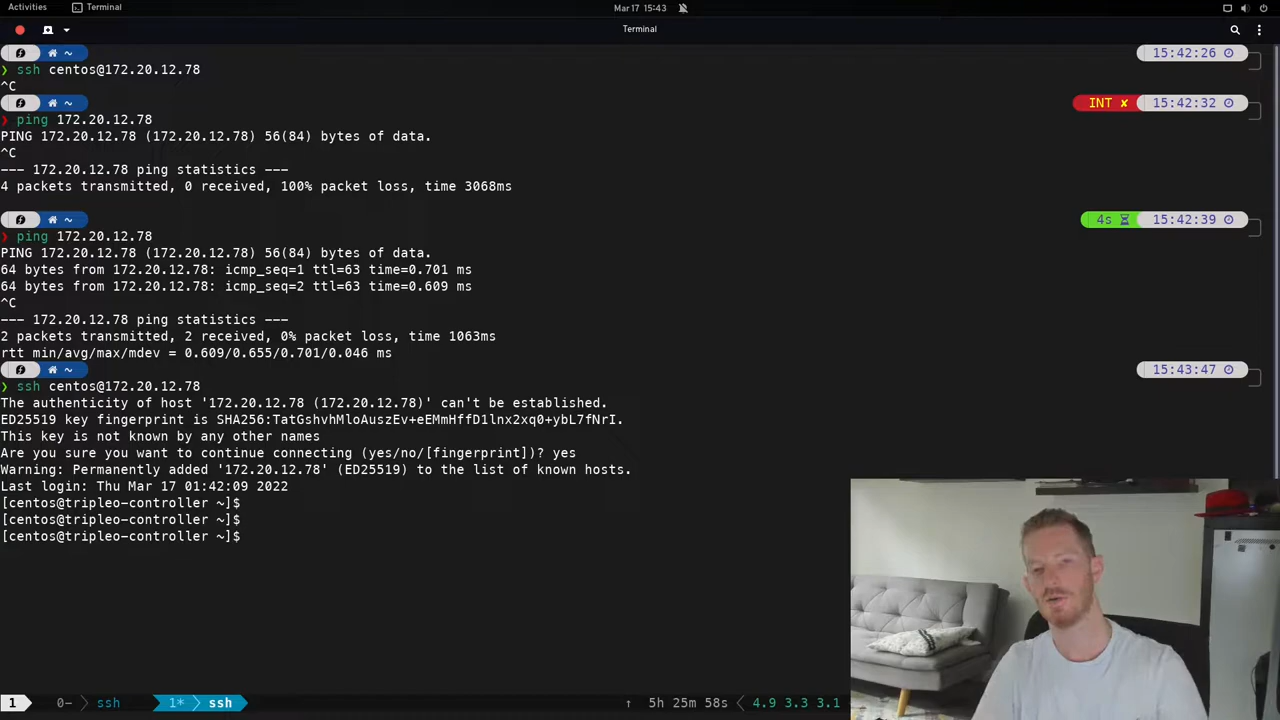 Activities Terminal Mar 17 15:43
Terminal
~ 15:42:26
❯ ssh centos@172.20.12.78
^C
~ INT ✘ 15:42:32
❯ ping 172.20.12.78
PING 172.20.12.78 (172.20.12.78) 56(84) bytes of data.
^C
--- 172.20.12.78 ping statistics ---
4 packets transmitted, 0 received, 100% packet loss, time 3068ms
~ 4s 15:42:39
❯ ping 172.20.12.78
PING 172.20.12.78 (172.20.12.78) 56(84) bytes of data.
64 bytes from 172.20.12.78: icmp_seq=1 ttl=63 time=0.701 ms
64 bytes from 172.20.12.78: icmp_seq=2 ttl=63 time=0.609 ms
^C
--- 172.20.12.78 ping statistics ---
2 packets transmitted, 2 received, 0% packet loss, time 1063ms
rtt min/avg/max/mdev = 0.609/0.655/0.701/0.046 ms
~ 15:43:47
❯ ssh centos@172.20.12.78
The authenticity of host '172.20.12.78 (172.20.12.78)' can't be established.
ED25519 key fingerprint is SHA256:TatGshvhMloAuszEv+eEMmHffD1lnx2xq0+ybL7fNrI.
This key is not known by any other names
Are you sure you want to continue connecting (yes/no/[fingerprint])? yes
Warning: Permanently added '172.20.12.78' (ED25519) to the list of known hosts.
Last login: Thu Mar 17 01:42:09 2022
[centos@tripleo-controller ~]$
[centos@tripleo-controller ~]$
[centos@tripleo-controller ~]$
1 0- ssh 1* ssh ↑ 5h 25m 58s 4.9 3.3 3.1